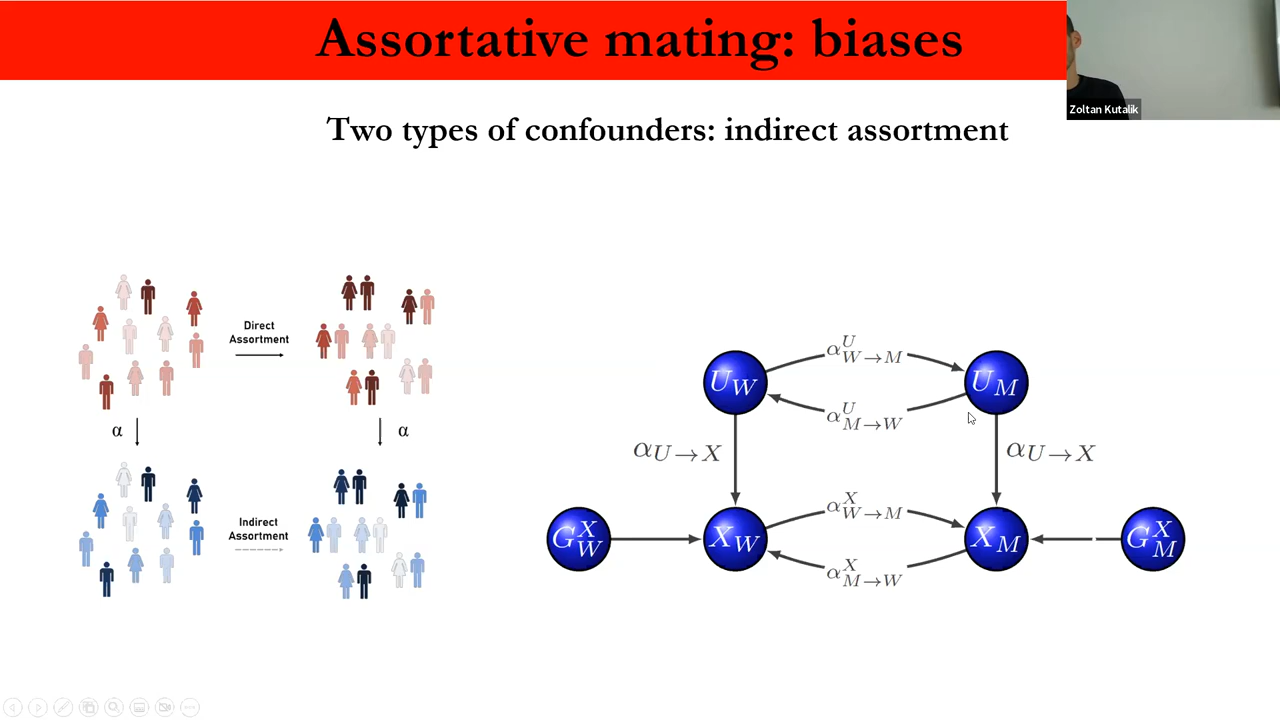 Assortative mating: biases
Zoltan Kutalik
Two types of confounders: indirect assortment
Direct
Assortment
α
α
Indirect
Assortment
α^U_{W→M}
U_W
U_M
α^U_{M→W}
α_{U→X}
α_{U→X}
α^X_{W→M}
G^X_W
X_W
X_M
G^X_M
α^X_{M→W}